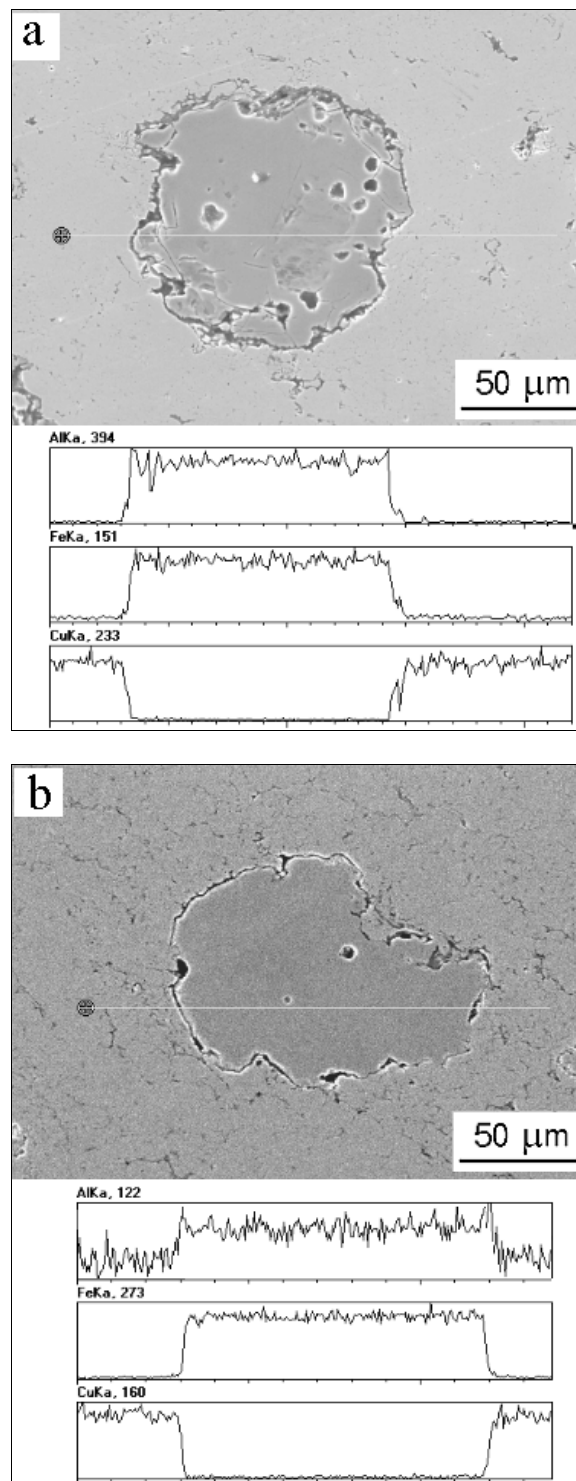 a
50 μm
AlKa, 394
FeKa, 151
CuKa, 233
b
50 μm
AlKa, 122
FeKa, 273
CuKa, 160